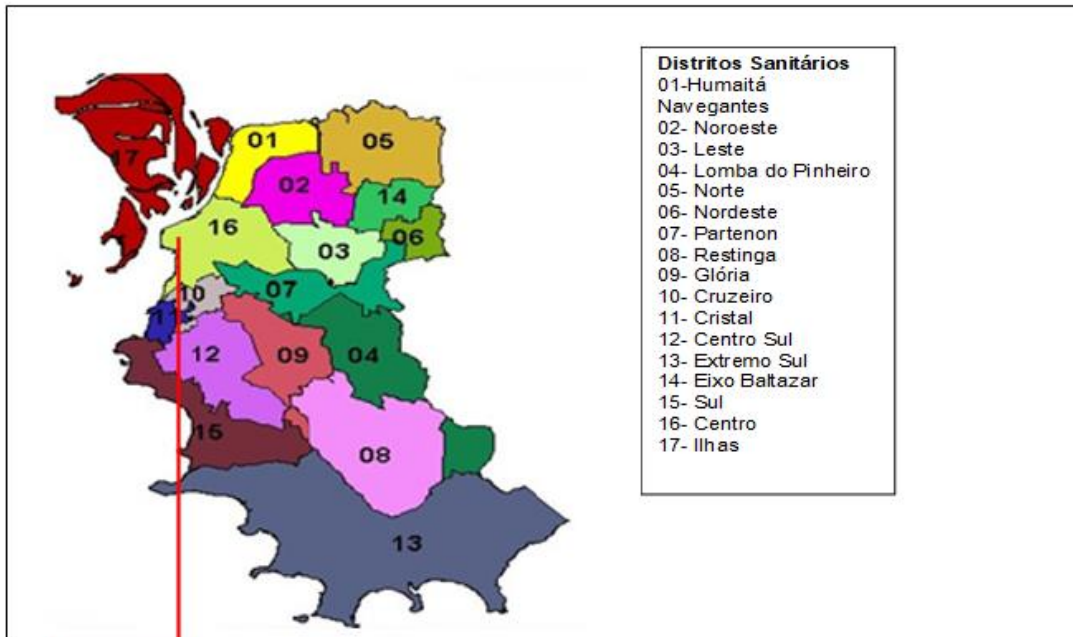 Distritos Sanitários
01-Humaitá
Navegantes
02- Noroeste
03- Leste
04- Lomba do Pinheiro
05- Norte
06- Nordeste
07- Partenon
08- Restinga
09- Glória
10- Cruzeiro
11- Cristal
12- Centro Sul
13- Extremo Sul
14- Eixo Baltazar
15- Sul
16- Centro
17- Ilhas
01
05
17
02
14
16
06
03
10
07
11
12
09
04
15
08
13